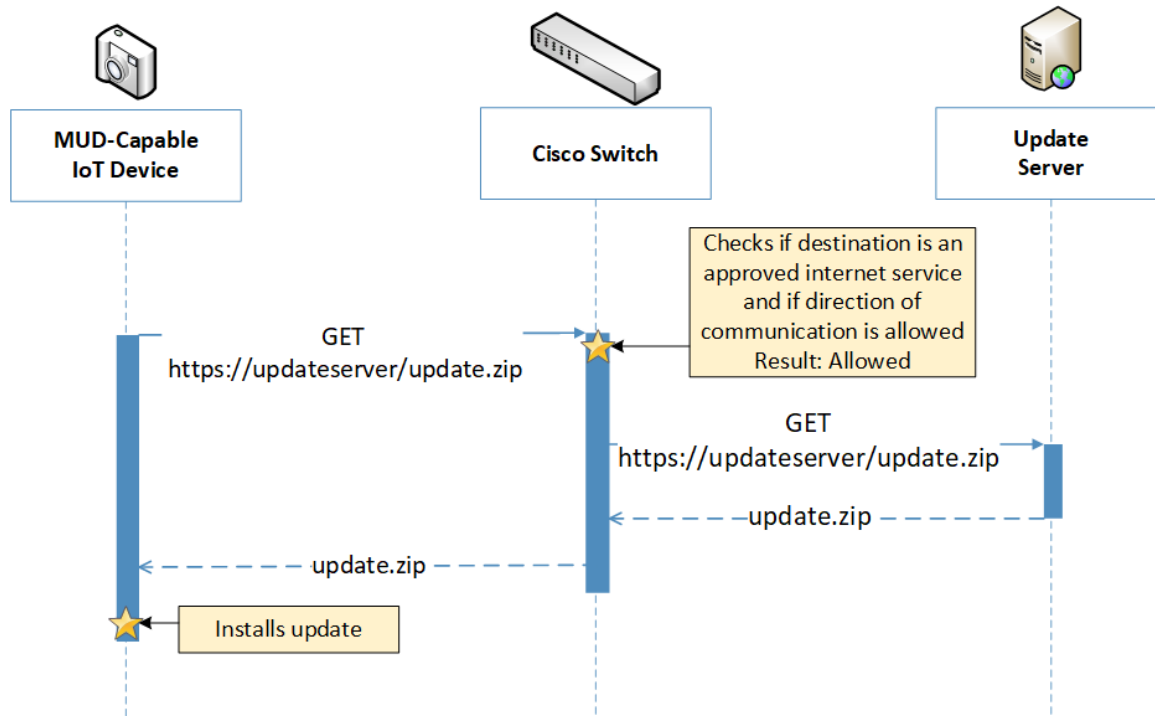 MUD-Capable
IoT Device
Cisco Switch
Update
Server
Checks if destination is an
approved internet service
and if direction of
communication is allowed
Result: Allowed
GET
https://updateserver/update.zip
GET
https://updateserver/update.zip
update.zip
update.zip
Installs update